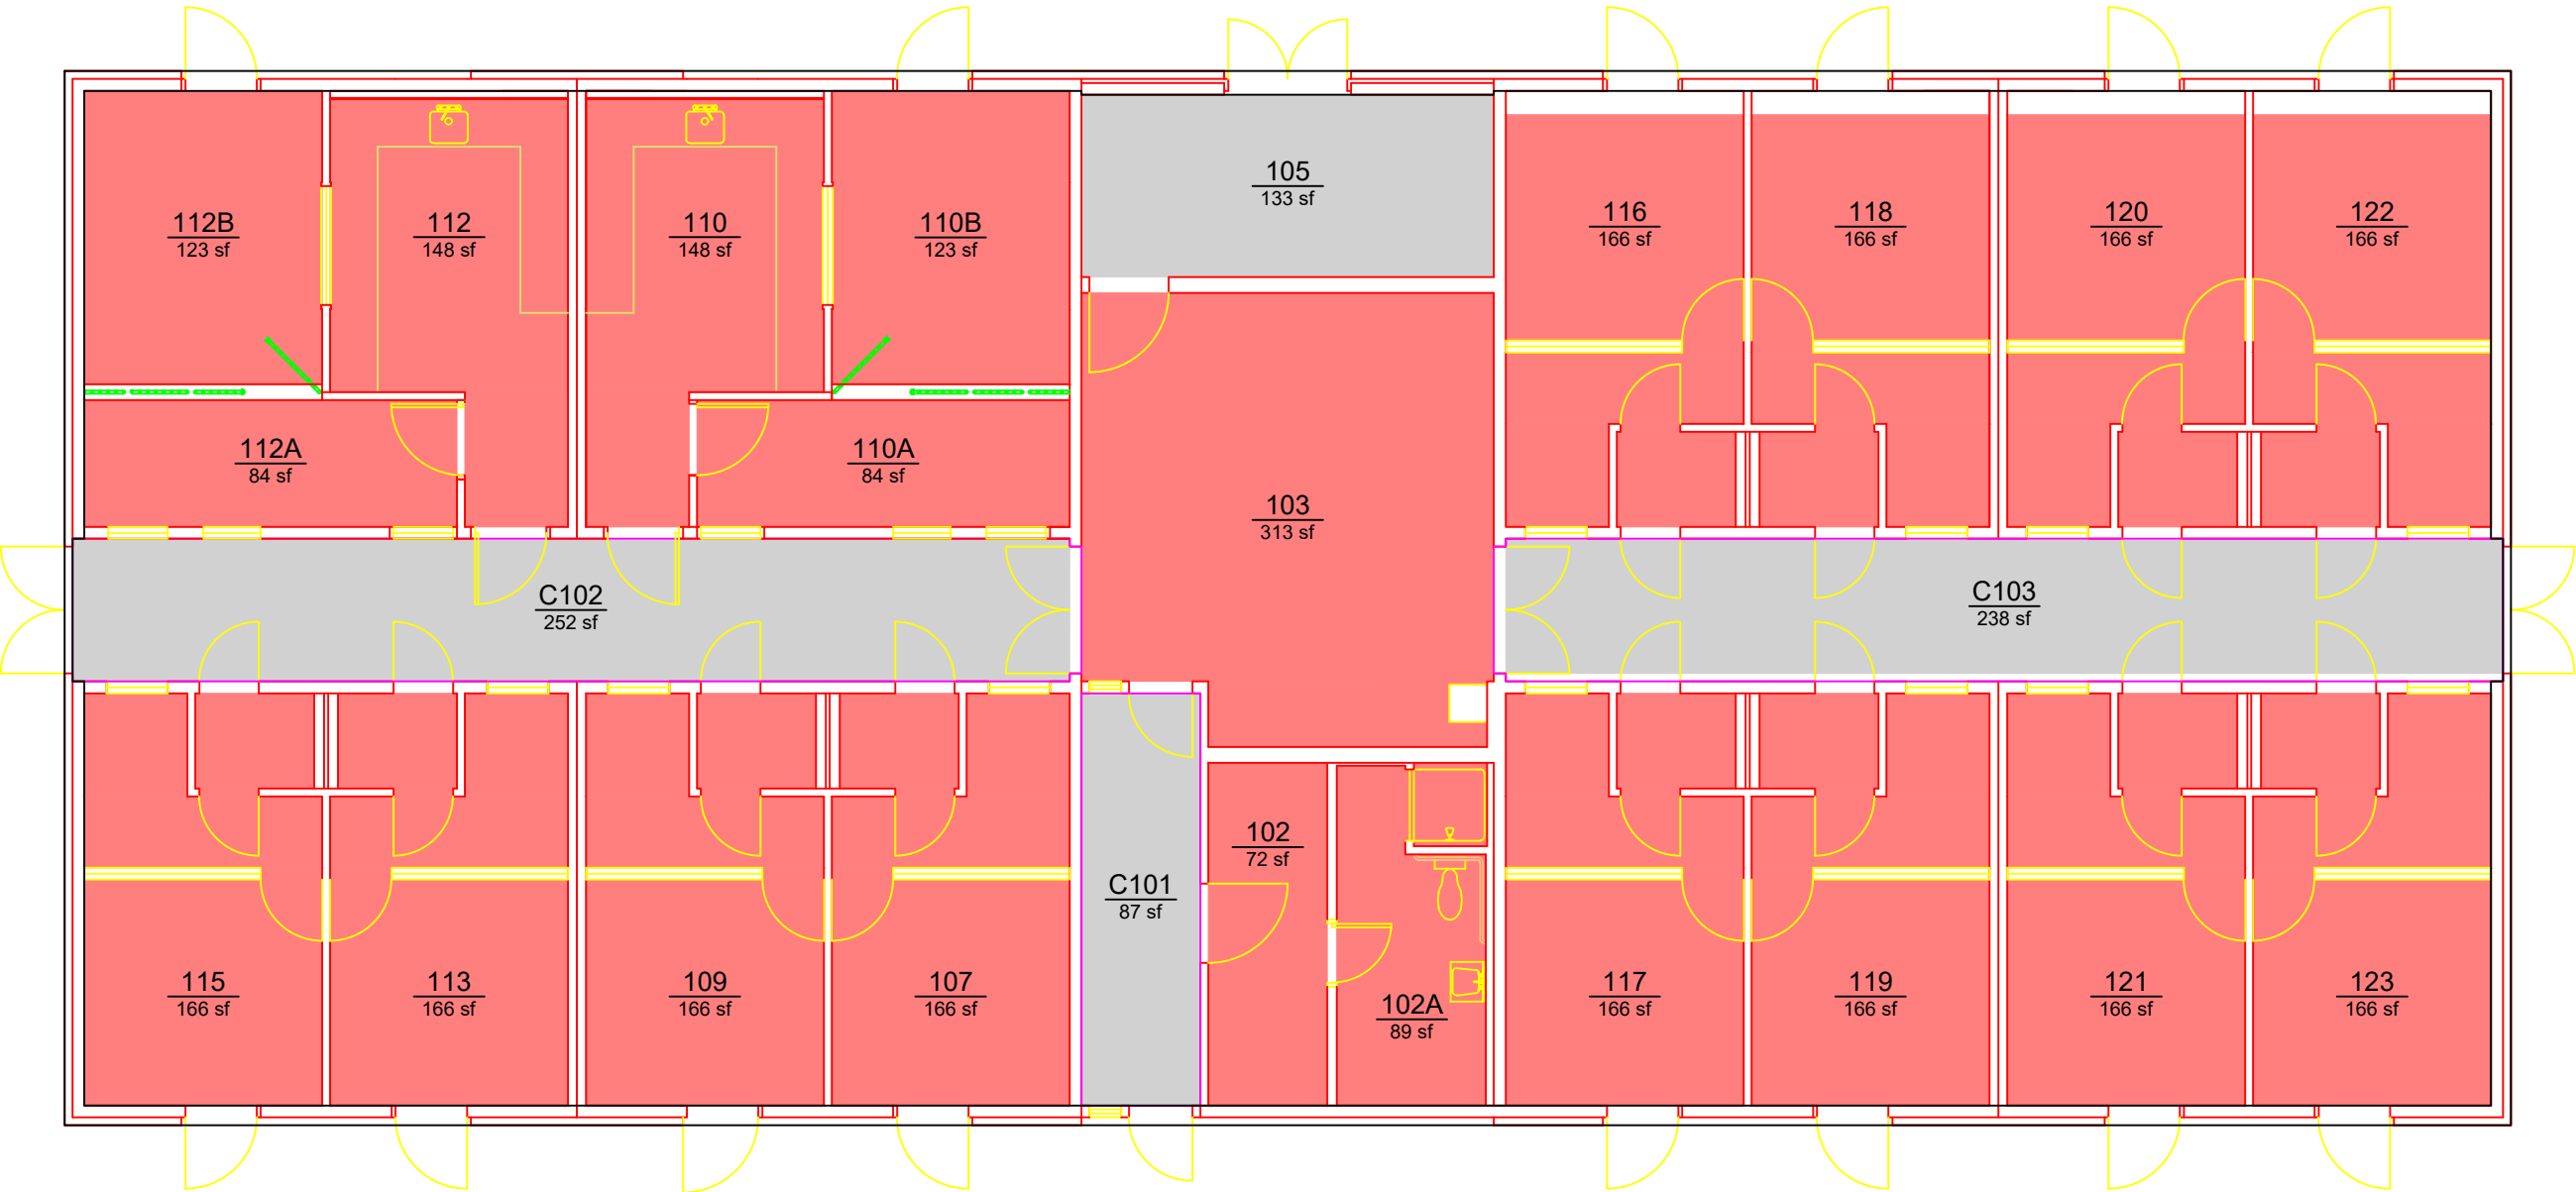 105
133 sf
116
166 sf
118
166 sf
120
166 sf
122
166 sf
112B
123 sf
112
148 sf
110
148 sf
110B
123 sf
112A
84 sf
110A
84 sf
103
313 sf
C102
252 sf
C103
238 sf
102
72 sf
C101
87 sf
115
166 sf
113
166 sf
109
166 sf
107
166 sf
102A
89 sf
117
166 sf
119
166 sf
121
166 sf
123
166 sf